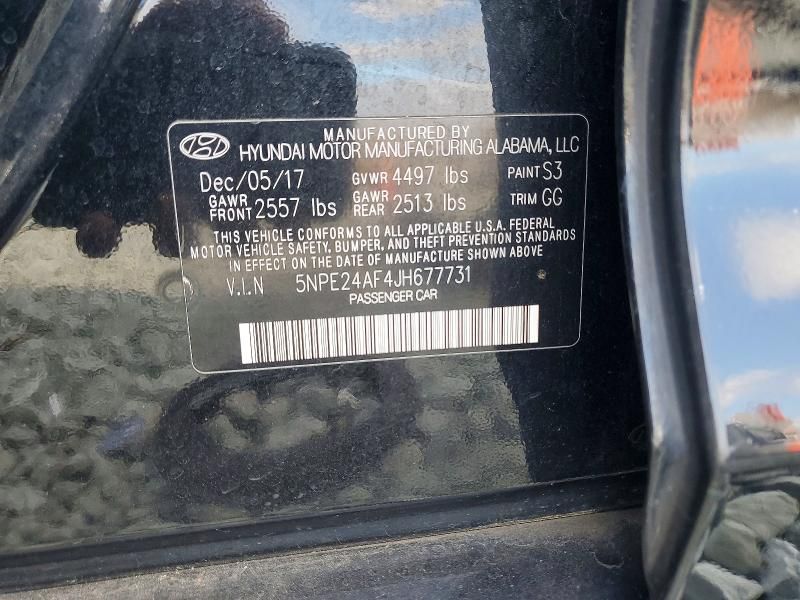 MANUFACTURED BY
HYUNDAI MOTOR MANUFACTURING ALABAMA, LLC
Dec/05/17 GVWR 4497 lbs PAINT S3
GAWR FRONT 2557 lbs GAWR REAR 2513 lbs TRIM GG
THIS VEHICLE CONFORMS TO ALL APPLICABLE U.S.A. FEDERAL
MOTOR VEHICLE SAFETY, BUMPER, AND THEFT PREVENTION STANDARDS
IN EFFECT ON THE DATE OF MANUFACTURE SHOWN ABOVE
V.I.N 5NPE24AF4JH677731
PASSENGER CAR